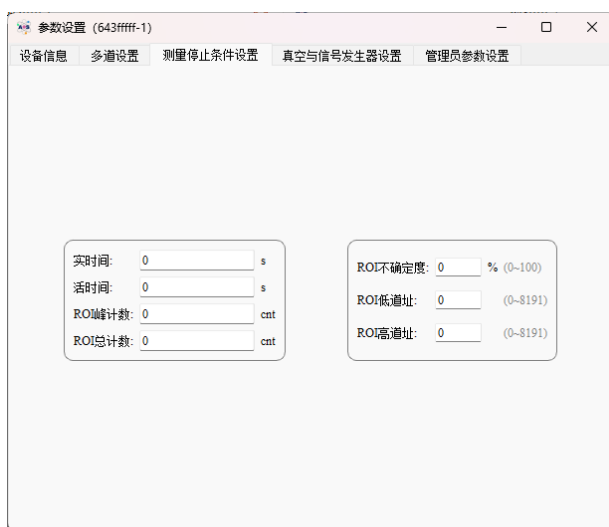 参数设置 (643fffff-1)
设备信息 多道设置 测量停止条件设置 真空与信号发生器设置 管理员参数设置
实时间: 0 s
活时间: 0 s
ROI峰计数: 0 cnt
ROI总计数: 0 cnt
ROI不确定度: 0 % (0~100)
ROI低道址: 0 (0~8191)
ROI高道址: 0 (0~8191)